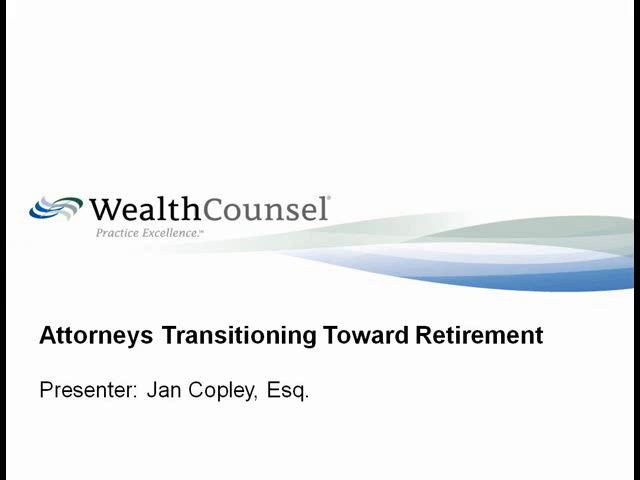 WealthCounsel®
Practice Excellence.™
Attorneys Transitioning Toward Retirement
Presenter: Jan Copley, Esq.